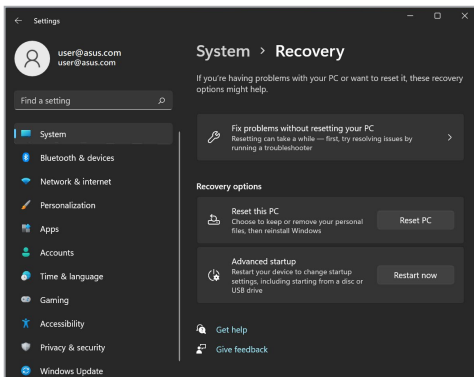 Settings
user@asus.com
user@asus.com
Find a setting
System
Bluetooth & devices
Network & internet
Personalization
Apps
Accounts
Time & language
Gaming
Accessibility
Privacy & security
Windows Update
System > Recovery
If you're having problems with your PC or want to reset it, these recovery
options might help.
Fix problems without resetting your PC
Resetting can take a while — first, try resolving issues by
running a troubleshooter
Recovery options
Reset this PC
Choose to keep or remove your personal
files, then reinstall Windows
Reset PC
Advanced startup
Restart your device to change startup
settings, including starting from a disc or
USB drive
Restart now
Get help
Give feedback